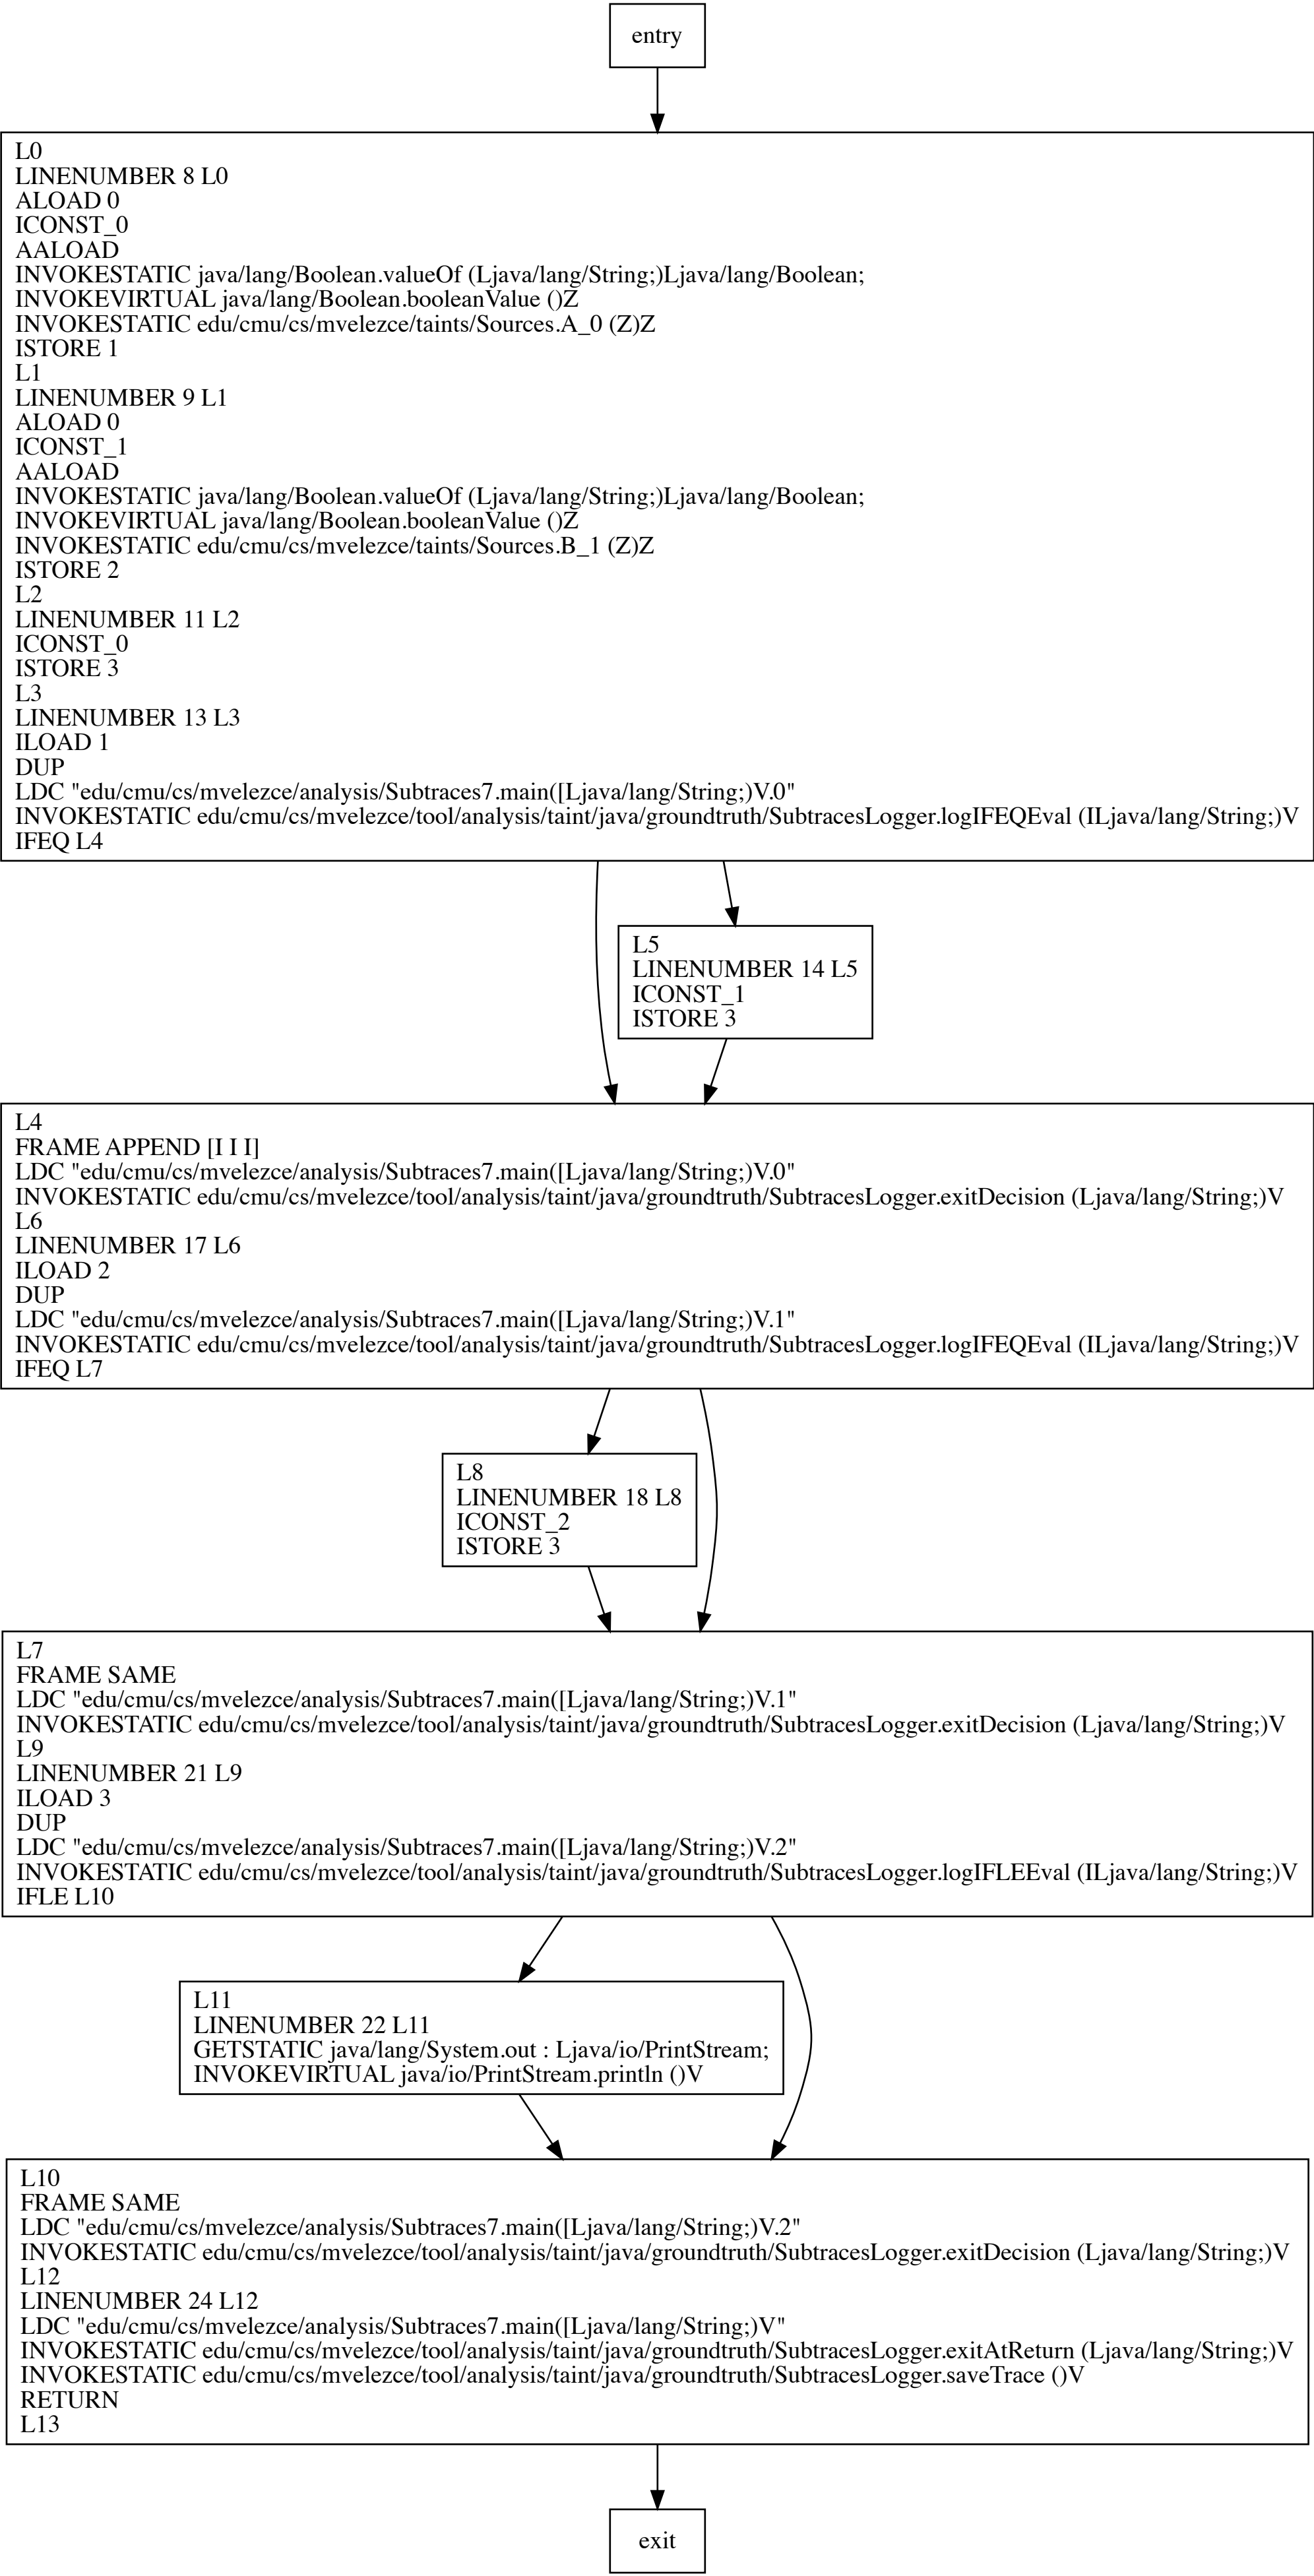 entry
L0
LINENUMBER 8 L0
ALOAD 0
ICONST_0
AALOAD
INVOKESTATIC java/lang/Boolean.valueOf (Ljava/lang/String;)Ljava/lang/Boolean;
INVOKEVIRTUAL java/lang/Boolean.booleanValue ()Z
INVOKESTATIC edu/cmu/cs/mvelezce/taints/Sources.A_0 (Z)Z
ISTORE 1
L1
LINENUMBER 9 L1
ALOAD 0
ICONST_1
AALOAD
INVOKESTATIC java/lang/Boolean.valueOf (Ljava/lang/String;)Ljava/lang/Boolean;
INVOKEVIRTUAL java/lang/Boolean.booleanValue ()Z
INVOKESTATIC edu/cmu/cs/mvelezce/taints/Sources.B_1 (Z)Z
ISTORE 2
L2
LINENUMBER 11 L2
ICONST_0
ISTORE 3
L3
LINENUMBER 13 L3
ILOAD 1
DUP
LDC "edu/cmu/cs/mvelezce/analysis/Subtraces7.main([Ljava/lang/String;)V.0"
INVOKESTATIC edu/cmu/cs/mvelezce/tool/analysis/taint/java/groundtruth/SubtracesLogger.logIFEQEval (ILjava/lang/String;)V
IFEQ L4
L5
LINENUMBER 14 L5
ICONST_1
ISTORE 3
L4
FRAME APPEND [I I I]
LDC "edu/cmu/cs/mvelezce/analysis/Subtraces7.main([Ljava/lang/String;)V.0"
INVOKESTATIC edu/cmu/cs/mvelezce/tool/analysis/taint/java/groundtruth/SubtracesLogger.exitDecision (Ljava/lang/String;)V
L6
LINENUMBER 17 L6
ILOAD 2
DUP
LDC "edu/cmu/cs/mvelezce/analysis/Subtraces7.main([Ljava/lang/String;)V.1"
INVOKESTATIC edu/cmu/cs/mvelezce/tool/analysis/taint/java/groundtruth/SubtracesLogger.logIFEQEval (ILjava/lang/String;)V
IFEQ L7
L8
LINENUMBER 18 L8
ICONST_2
ISTORE 3
L7
FRAME SAME
LDC "edu/cmu/cs/mvelezce/analysis/Subtraces7.main([Ljava/lang/String;)V.1"
INVOKESTATIC edu/cmu/cs/mvelezce/tool/analysis/taint/java/groundtruth/SubtracesLogger.exitDecision (Ljava/lang/String;)V
L9
LINENUMBER 21 L9
ILOAD 3
DUP
LDC "edu/cmu/cs/mvelezce/analysis/Subtraces7.main([Ljava/lang/String;)V.2"
INVOKESTATIC edu/cmu/cs/mvelezce/tool/analysis/taint/java/groundtruth/SubtracesLogger.logIFLEEval (ILjava/lang/String;)V
IFLE L10
L11
LINENUMBER 22 L11
GETSTATIC java/lang/System.out : Ljava/io/PrintStream;
INVOKEVIRTUAL java/io/PrintStream.println ()V
L10
FRAME SAME
LDC "edu/cmu/cs/mvelezce/analysis/Subtraces7.main([Ljava/lang/String;)V.2"
INVOKESTATIC edu/cmu/cs/mvelezce/tool/analysis/taint/java/groundtruth/SubtracesLogger.exitDecision (Ljava/lang/String;)V
L12
LINENUMBER 24 L12
LDC "edu/cmu/cs/mvelezce/analysis/Subtraces7.main([Ljava/lang/String;)V"
INVOKESTATIC edu/cmu/cs/mvelezce/tool/analysis/taint/java/groundtruth/SubtracesLogger.exitAtReturn (Ljava/lang/String;)V
INVOKESTATIC edu/cmu/cs/mvelezce/tool/analysis/taint/java/groundtruth/SubtracesLogger.saveTrace ()V
RETURN
L13
exit